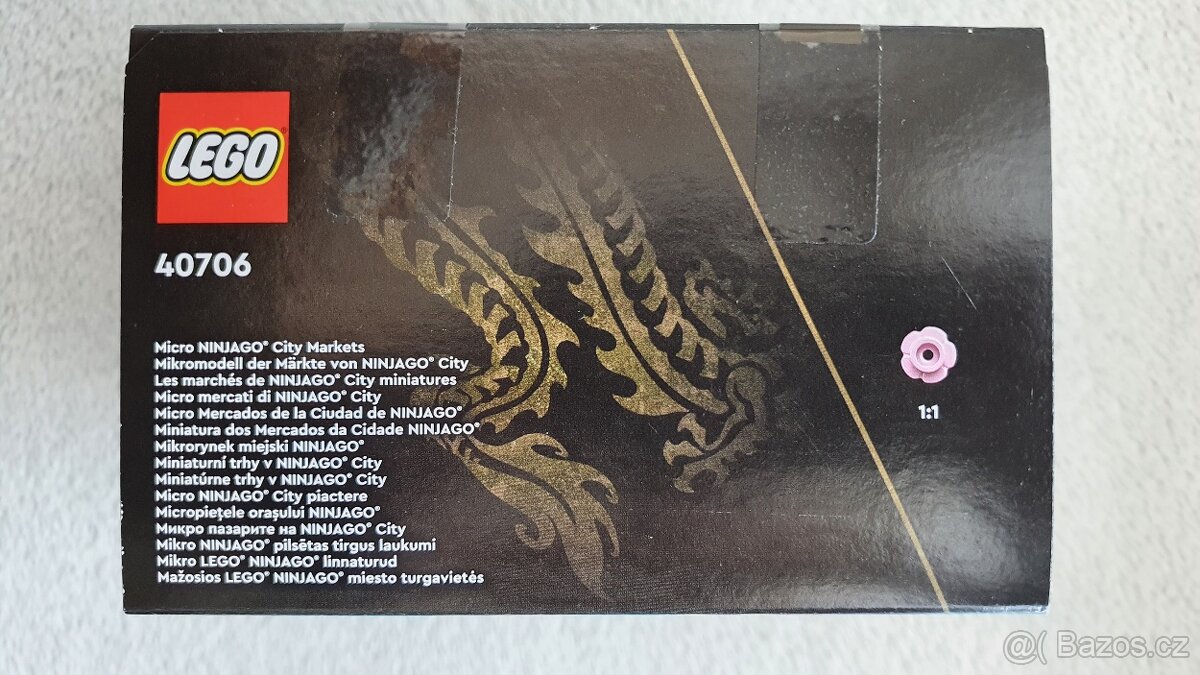 LEGO®
40706
Micro NINJAGO® City Markets
Mikromodell der Märkte von NINJAGO® City
Les marchés de NINJAGO® City miniatures
Micro mercati di NINJAGO® City
Micro Mercados de la Ciudad de NINJAGO®
Miniatura dos Mercados da Cidade NINJAGO®
Mikrorynek miejski NINJAGO®
Miniaturní trhy v NINJAGO® City
Miniatúrne trhy v NINJAGO® City
Micro NINJAGO® City piactere
Micropiețele orașului NINJAGO®
Микро пазарите на NINJAGO® City
Mikro NINJAGO® pilsētas tirgus laukumi
Mikro LEGO® NINJAGO® linnaturud
Mažosios LEGO® NINJAGO® miesto turgavietės
1:1
@( Bazos.cz